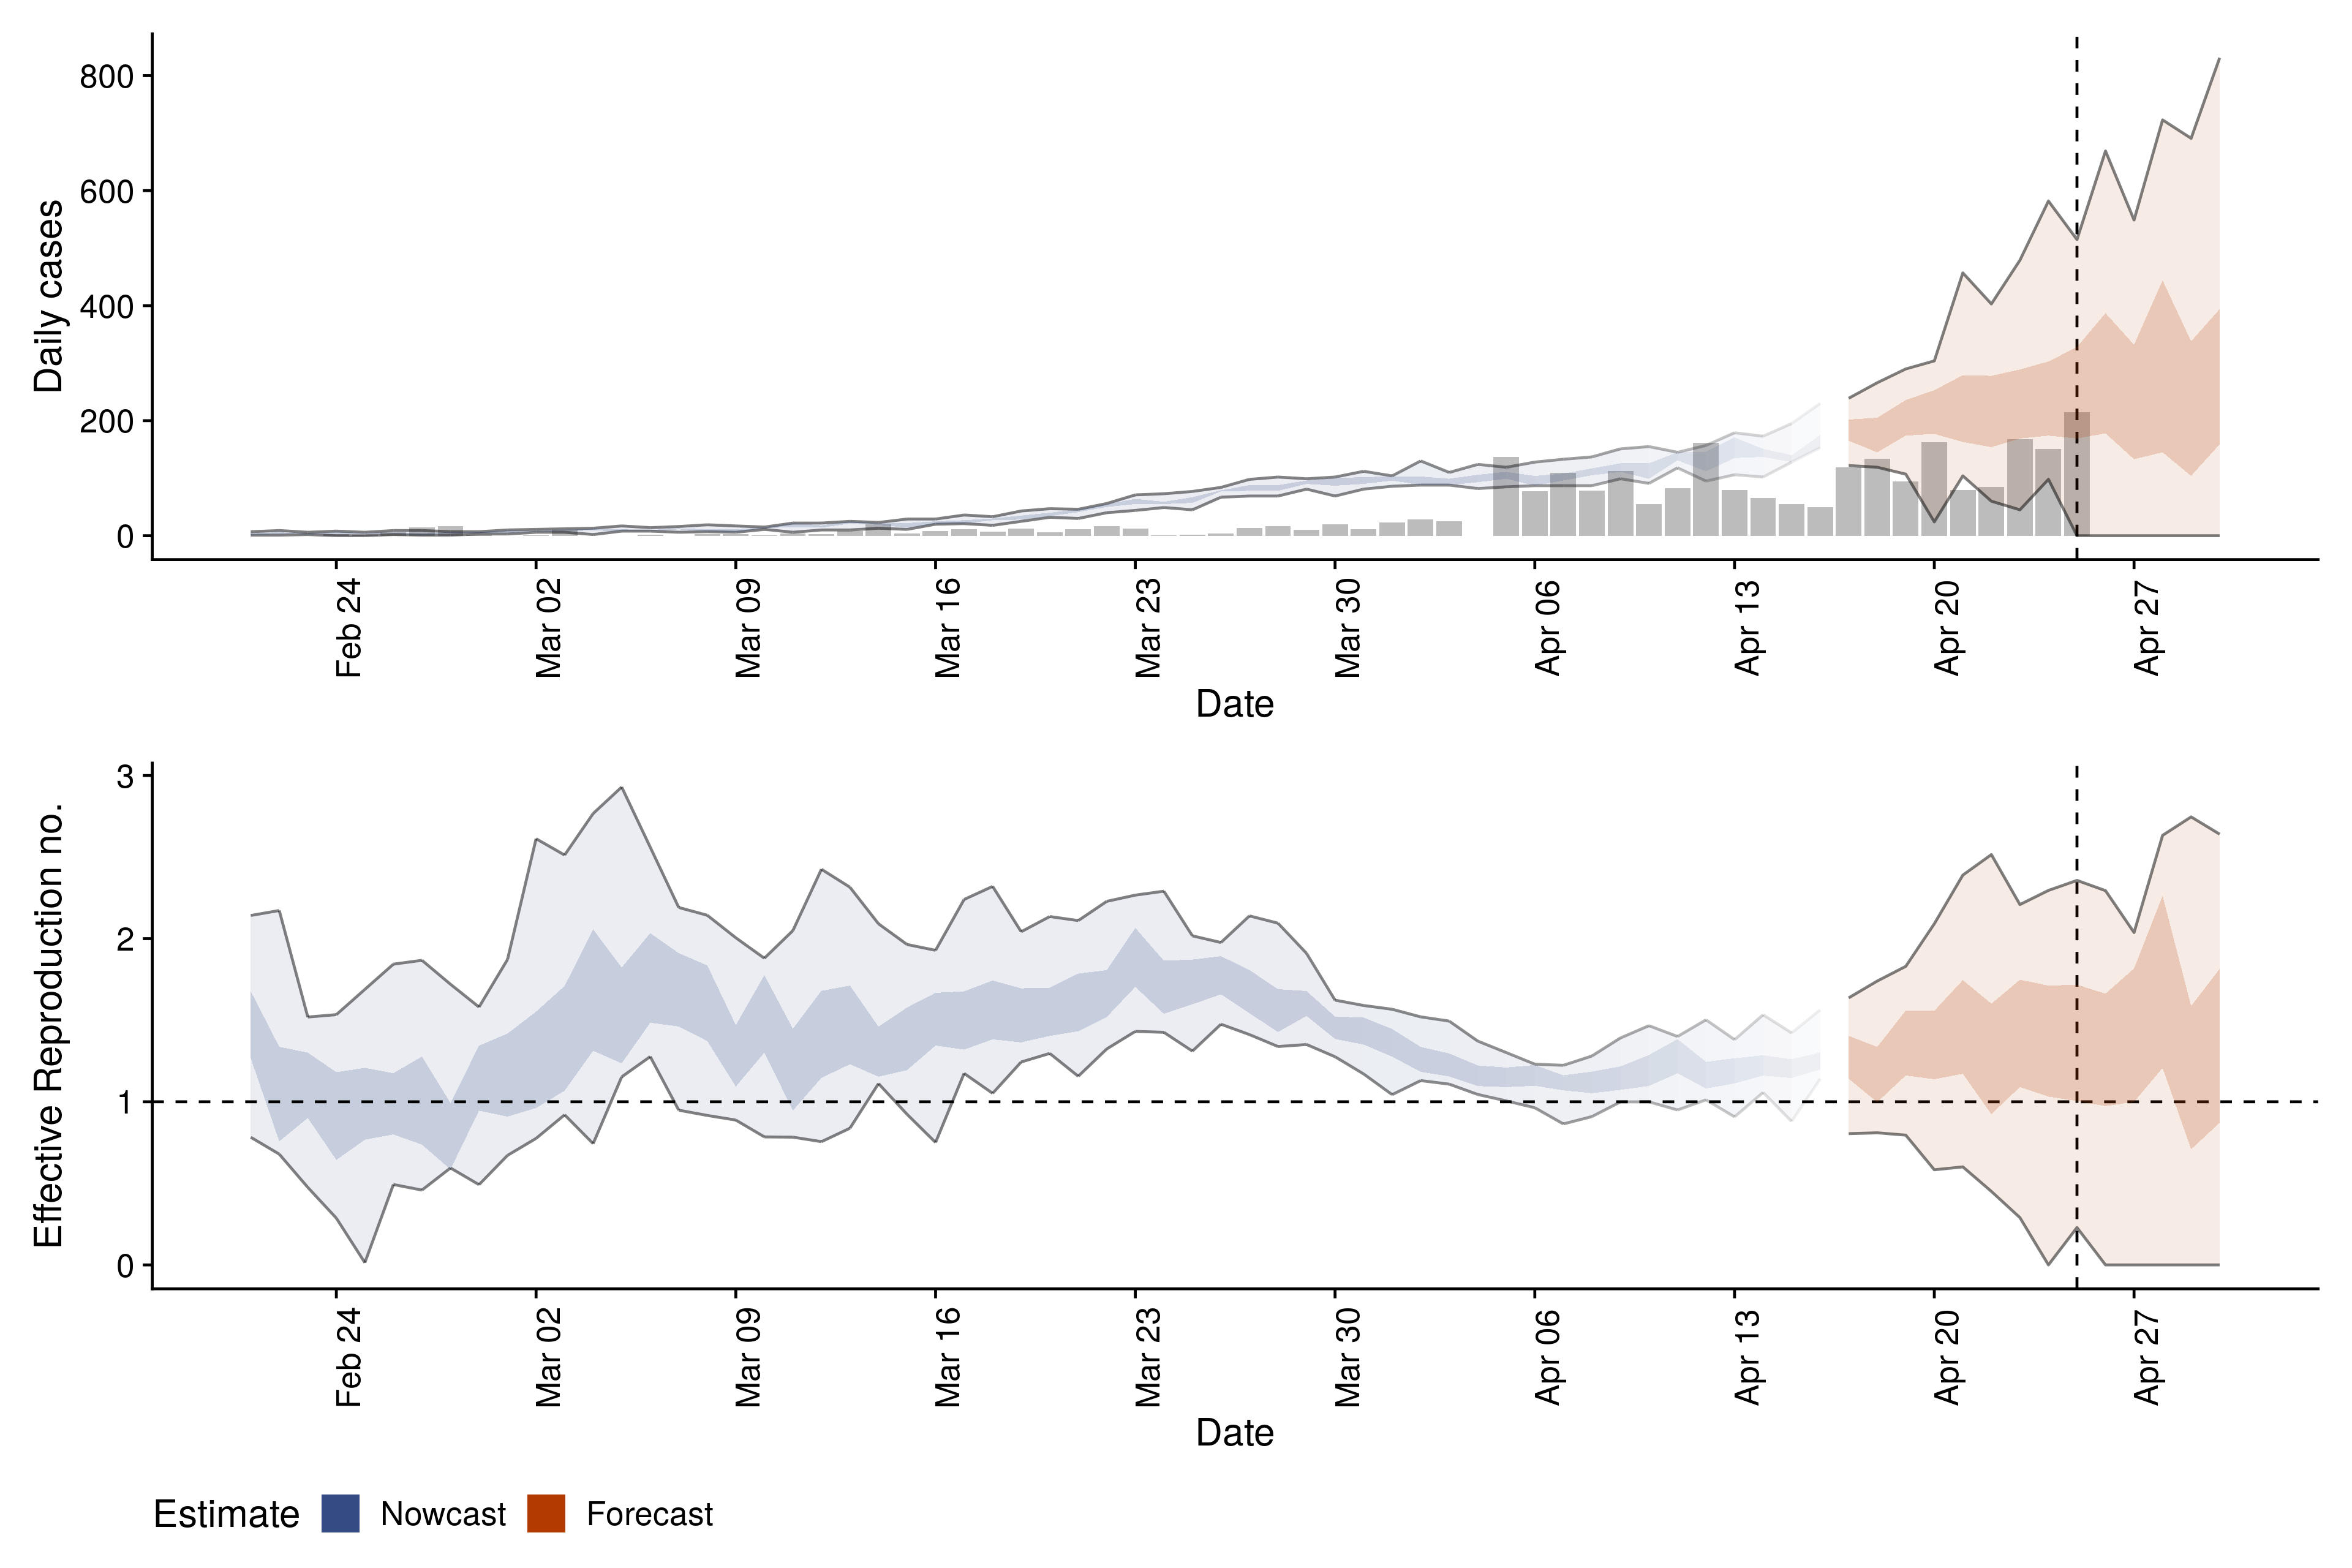 Daily cases
800
600
400
200
0
Feb 24
Mar 02
Mar 09
Mar 16
Mar 23
Mar 30
Apr 06
Apr 13
Apr 20
Apr 27
Date
Effective Reproduction no.
3
2
1
0
Feb 24
Mar 02
Mar 09
Mar 16
Mar 23
Mar 30
Apr 06
Apr 13
Apr 20
Apr 27
Date
Estimate Nowcast Forecast